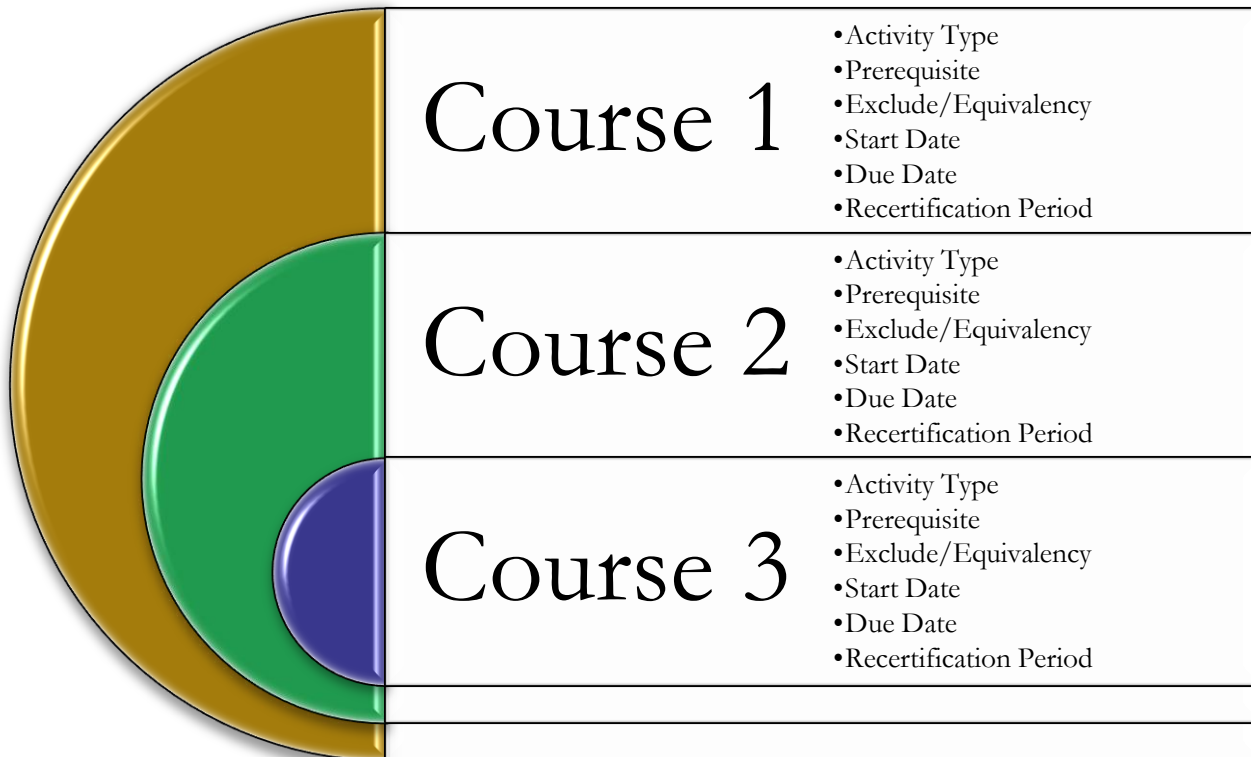 Course 1
•Activity Type
•Prerequisite
•Exclude/Equivalency
•Start Date
•Due Date
•Recertification Period
Course 2
•Activity Type
•Prerequisite
•Exclude/Equivalency
•Start Date
•Due Date
•Recertification Period
Course 3
•Activity Type
•Prerequisite
•Exclude/Equivalency
•Start Date
•Due Date
•Recertification Period